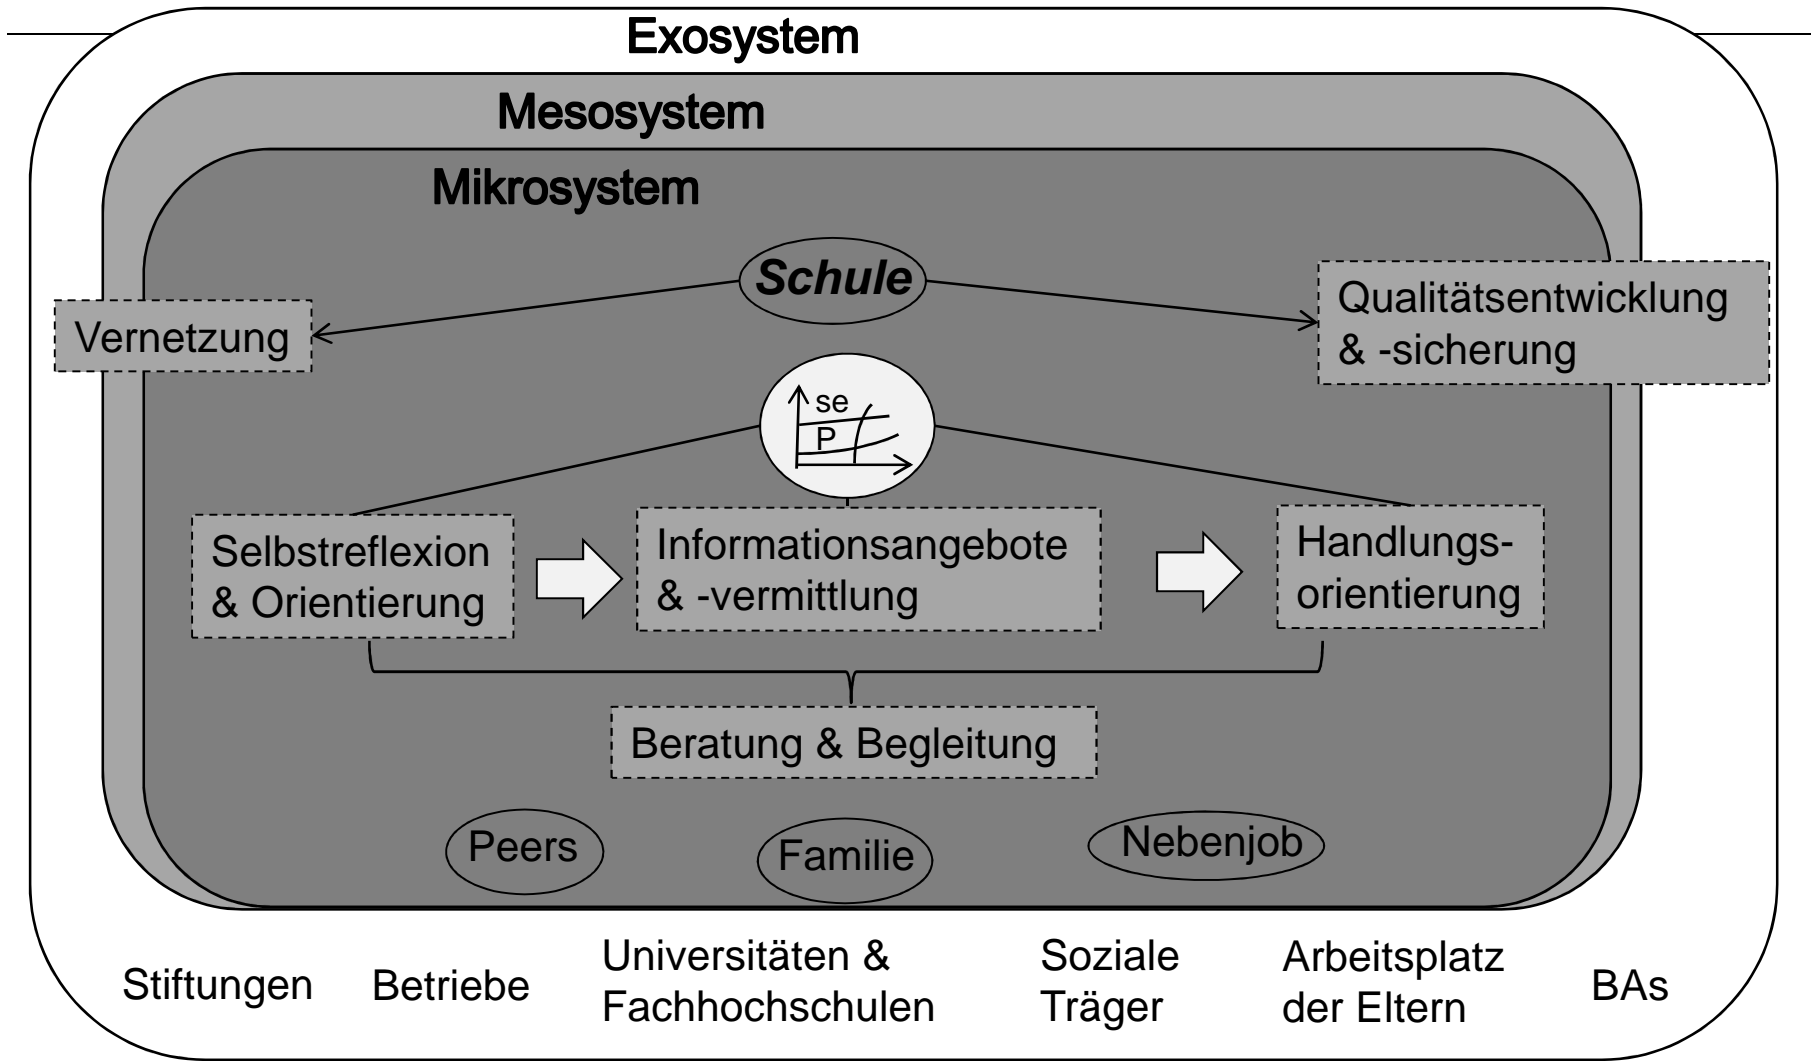 Exosystem
Mesosystem
Mikrosystem
Schule
Vernetzung
Qualitätsentwicklung
& -sicherung
se
P
Selbstreflexion
& Orientierung
Informationsangebote
& -vermittlung
Handlungs-
orientierung
Beratung & Begleitung
Peers
Familie
Nebenjob
Stiftungen
Betriebe
Universitäten &
Fachhochschulen
Soziale
Träger
Arbeitsplatz
der Eltern
BAs